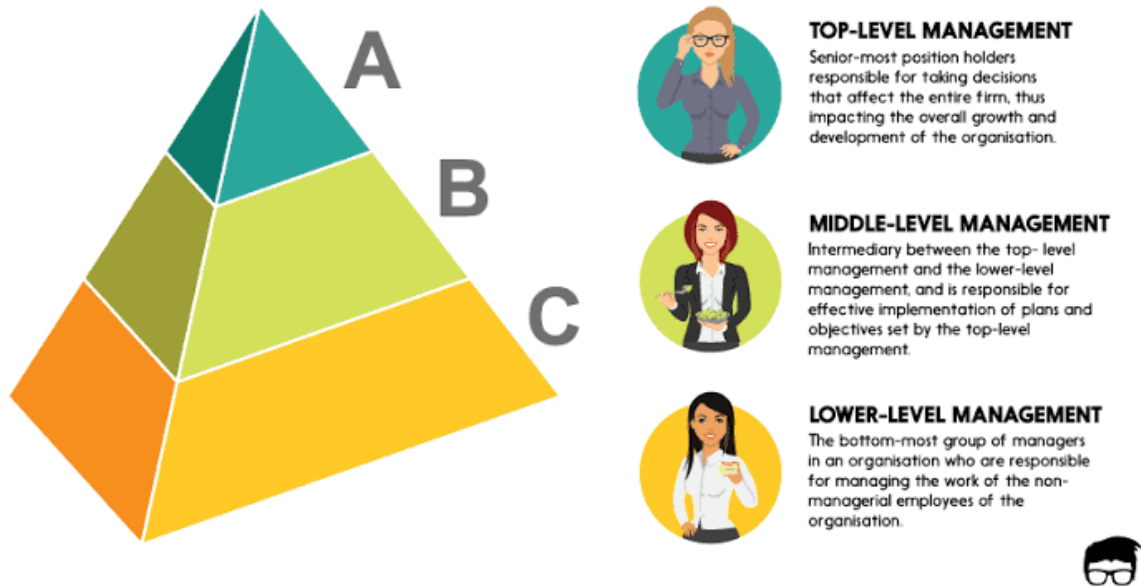 A
B
C
TOP-LEVEL MANAGEMENT
Senior-most position holders
responsible for taking decisions
that affect the entire firm, thus
impacting the overall growth and
development of the organisation.
MIDDLE-LEVEL MANAGEMENT
Intermediary between the top- level
management and the lower-level
management, and is responsible for
effective implementation of plans and
objectives set by the top-level
management.
LOWER-LEVEL MANAGEMENT
The bottom-most group of managers
in an organisation who are responsible
for managing the work of the non-
managerial employees of the
organisation.